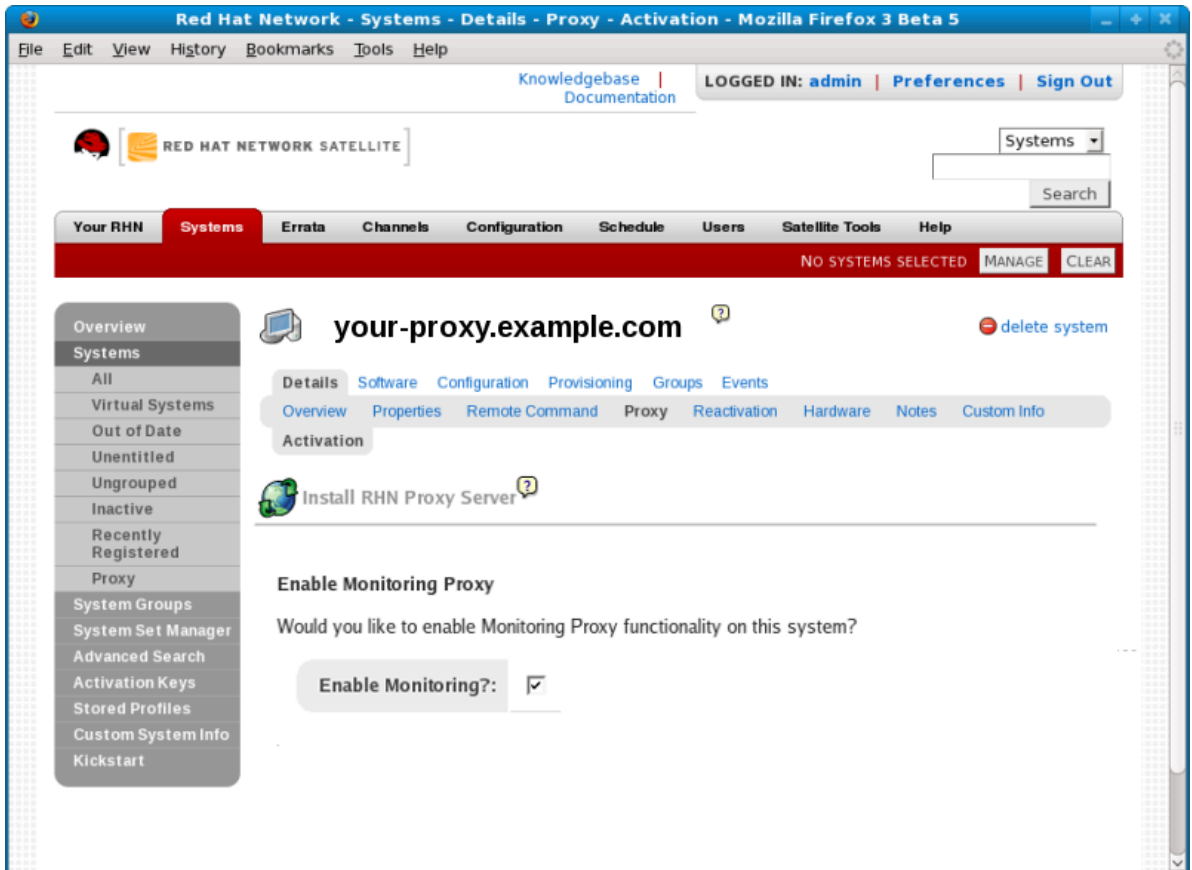 Red Hat Network - Systems - Details - Proxy - Activation - Mozilla Firefox 3 Beta 5
File Edit View History Bookmarks Tools Help
Knowledgebase |
Documentation
LOGGED IN: admin | Preferences | Sign Out
RED HAT NETWORK SATELLITE
Systems
Search
Your RHN Systems Errata Channels Configuration Schedule Users Satellite Tools Help
NO SYSTEMS SELECTED MANAGE CLEAR
Overview
Systems
All
Virtual Systems
Out of Date
Unentitled
Ungrouped
Inactive
Recently
Registered
Proxy
System Groups
System Set Manager
Advanced Search
Activation Keys
Stored Profiles
Custom System Info
Kickstart
your-proxy.example.com ?
delete system
Details Software Configuration Provisioning Groups Events
Overview Properties Remote Command Proxy Reactivation Hardware Notes Custom Info
Activation
Install RHN Proxy Server ?
Enable Monitoring Proxy
Would you like to enable Monitoring Proxy functionality on this system?
Enable Monitoring?: